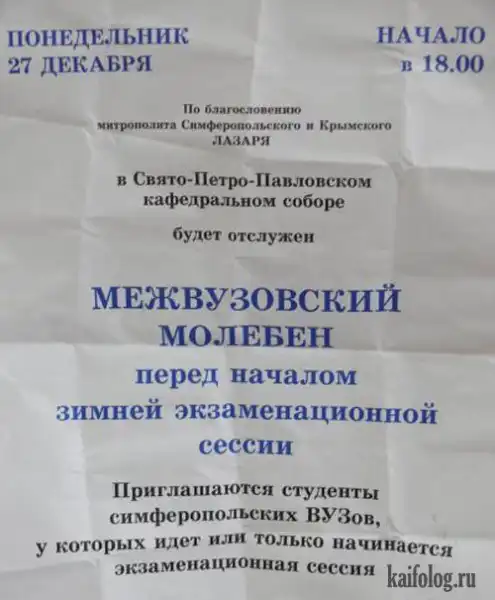 ПОНЕДЕЛЬНИК
27 ДЕКАБРЯ
НАЧАЛО
в 18.00
По благословению
митрополита Симферопольского и Крымского
ЛАЗАРЯ
в Свято-Петро-Павловском
кафедральном соборе
будет отслужен
МЕЖВУЗОВСКИЙ
МОЛЕБЕН
перед началом
зимней экзаменационной
сессии
Приглашаются студенты
симферопольских ВУЗов,
у которых идет или только начинается
экзаменационная сессия
kaifolog.ru